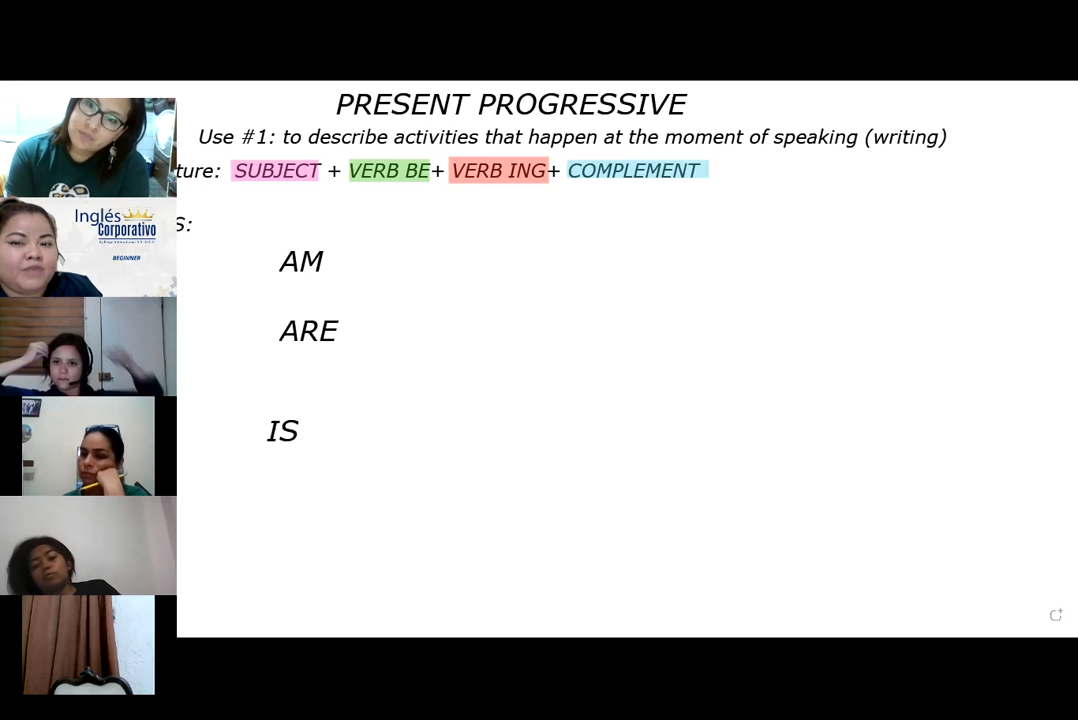 PRESENT PROGRESSIVE
Use #1: to describe activities that happen at the moment of speaking (writing)
ture: SUBJECT + VERB BE+ VERB ING+ COMPLEMENT
Inglés
Corporativo
BEGINNER
S:
AM
ARE
IS